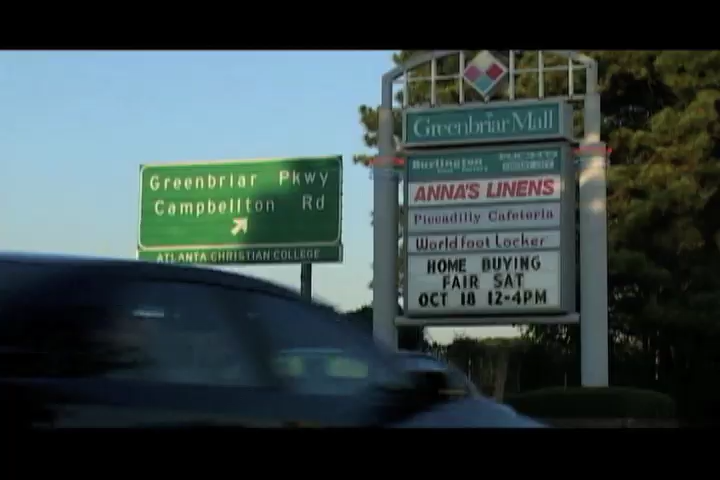 Greenbriar Pkwy
Campbellton Rd
ATLANTA CHRISTIAN COLLEGE
Greenbriar Mall
Burlington
ANNA'S LINENS
Piccadilly Cafeteria
World foot Locker
HOME BUYING
FAIR SAT
OCT 18 12-4PM